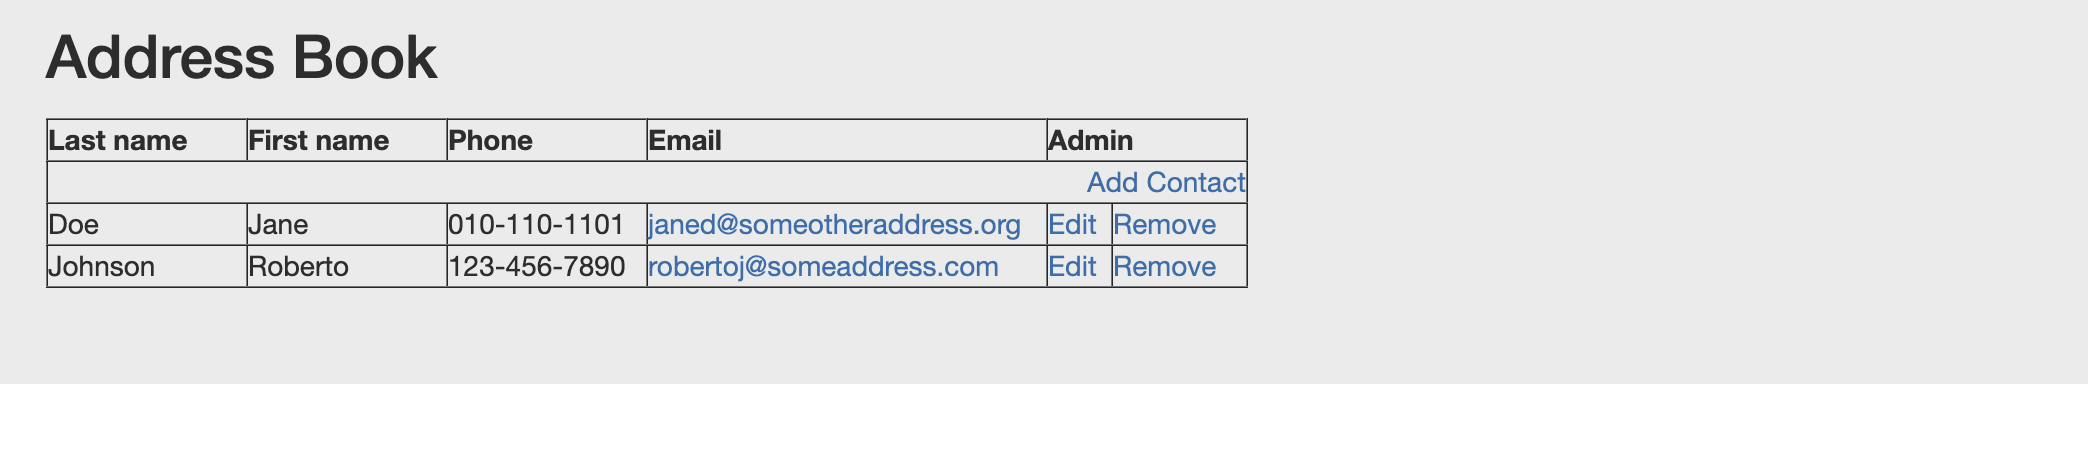 Address Book
Last name First name Phone Email Admin
Add Contact
Doe Jane 010-110-1101 janed@someotheraddress.org Edit Remove
Johnson Roberto 123-456-7890 robertoj@someaddress.com Edit Remove